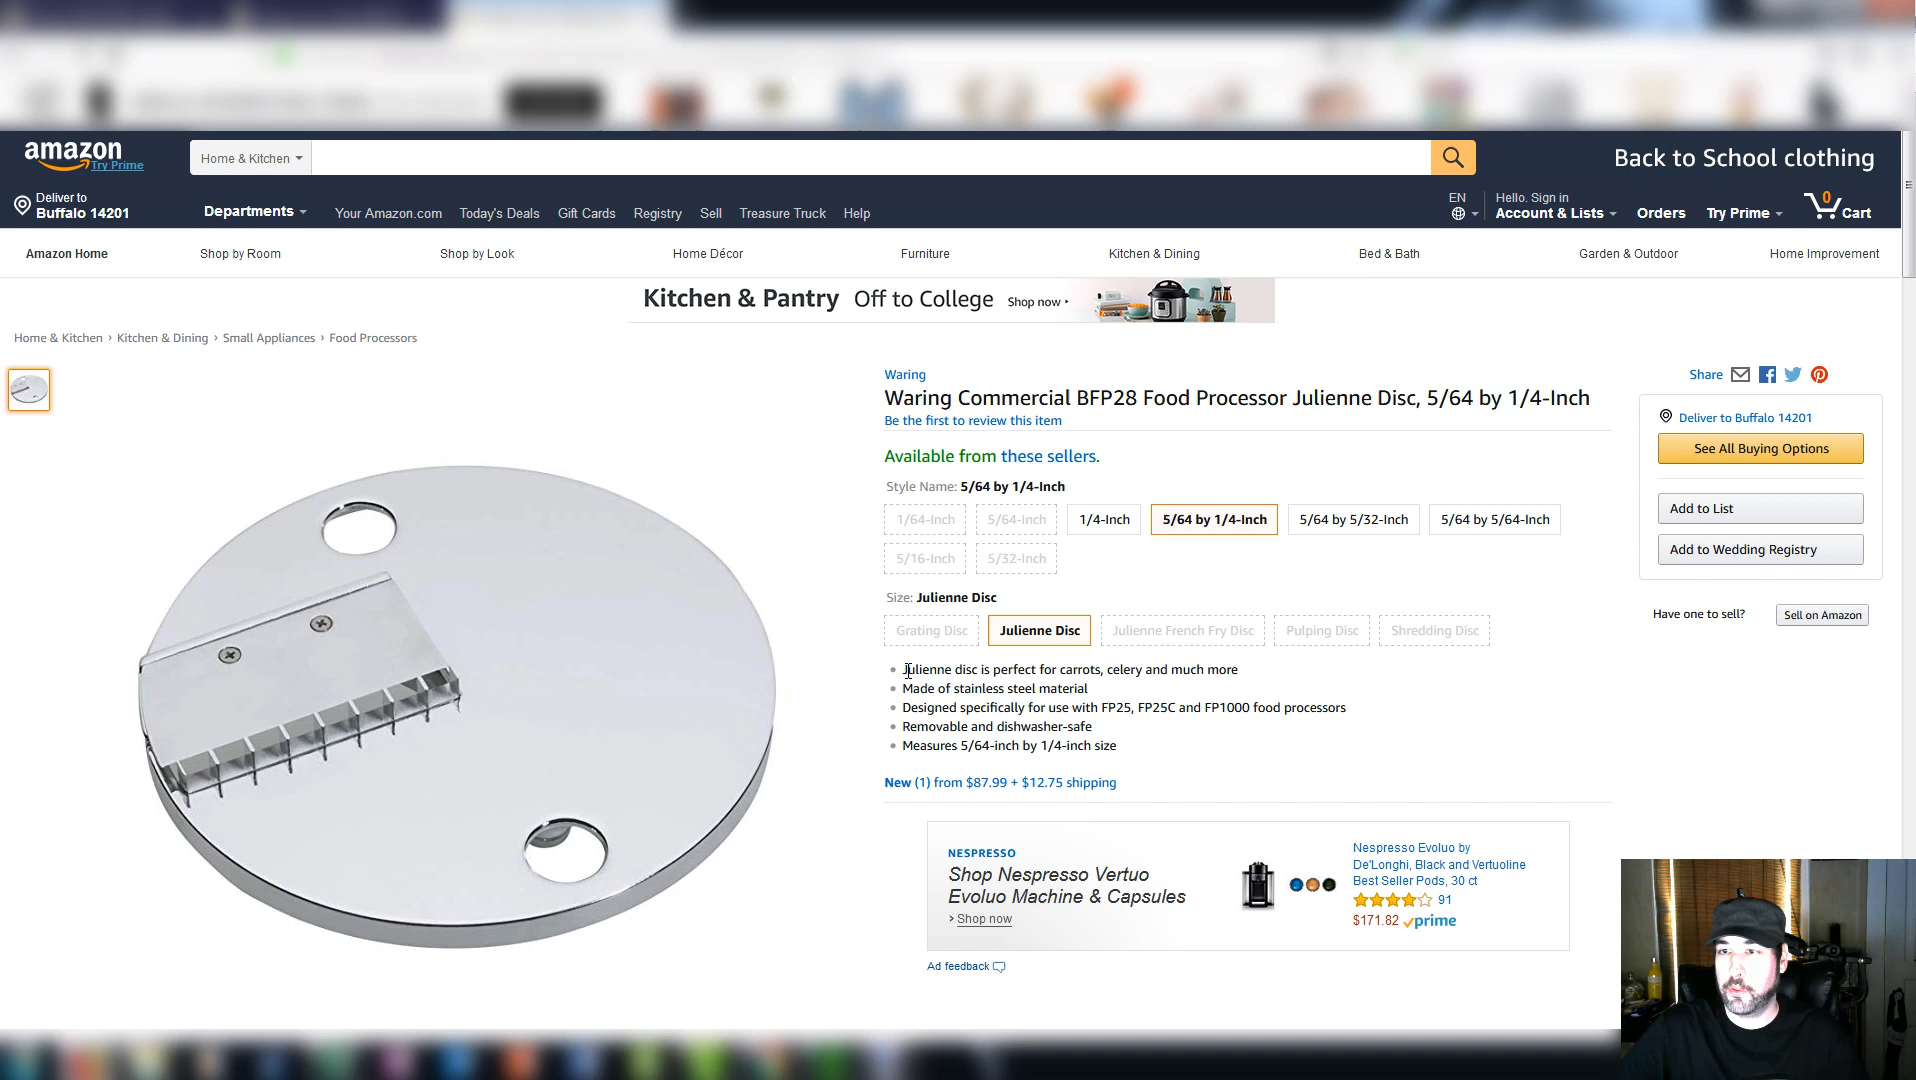 amazon
Try Prime
Home & Kitchen
Back to School clothing
Deliver to
Buffalo 14201
Departments
Your Amazon.com
Today's Deals
Gift Cards
Registry
Sell
Treasure Truck
Help
EN
Hello. Sign in
Account & Lists
Orders
Try Prime
0
Cart
Amazon Home
Shop by Room
Shop by Look
Home Décor
Furniture
Kitchen & Dining
Bed & Bath
Garden & Outdoor
Home Improvement
Kitchen & Pantry Off to College Shop now ›
Home & Kitchen › Kitchen & Dining › Small Appliances › Food Processors
Waring
Waring Commercial BFP28 Food Processor Julienne Disc, 5/64 by 1/4-Inch
Be the first to review this item
Available from these sellers.
Style Name: 5/64 by 1/4-Inch
1/64-Inch
5/64-Inch
1/4-Inch
5/64 by 1/4-Inch
5/64 by 5/32-Inch
5/64 by 5/64-Inch
5/16-Inch
5/32-Inch
Size: Julienne Disc
Grating Disc
Julienne Disc
Julienne French Fry Disc
Pulping Disc
Shredding Disc
Julienne disc is perfect for carrots, celery and much more
Made of stainless steel material
Designed specifically for use with FP25, FP25C and FP1000 food processors
Removable and dishwasher-safe
Measures 5/64-inch by 1/4-inch size
New (1) from $87.99 + $12.75 shipping
NESPRESSO
Shop Nespresso Vertuo
Evoluo Machine & Capsules
› Shop now
Nespresso Evoluo by
De'Longhi, Black and Vertuoline
Best Seller Pods, 30 ct
91
$171.82 prime
Ad feedback
Share
Deliver to Buffalo 14201
See All Buying Options
Add to List
Add to Wedding Registry
Have one to sell?
Sell on Amazon